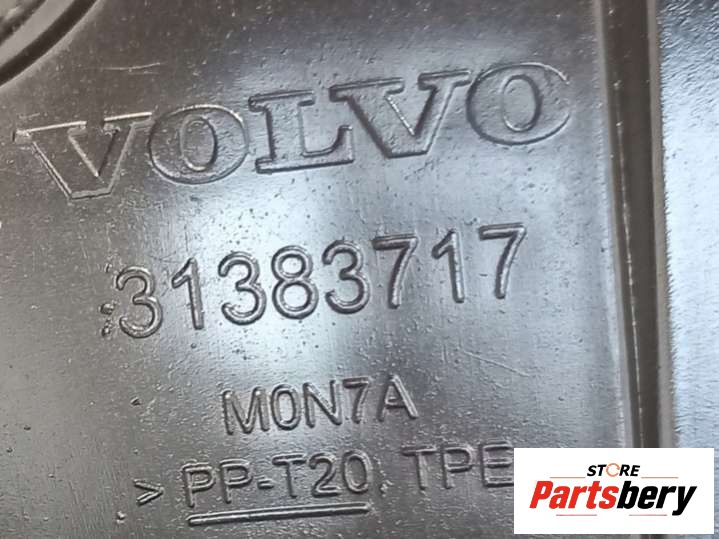 VOLVO
31383717
M0N7A
> PP-T20, TPE
STORE
Partsbery